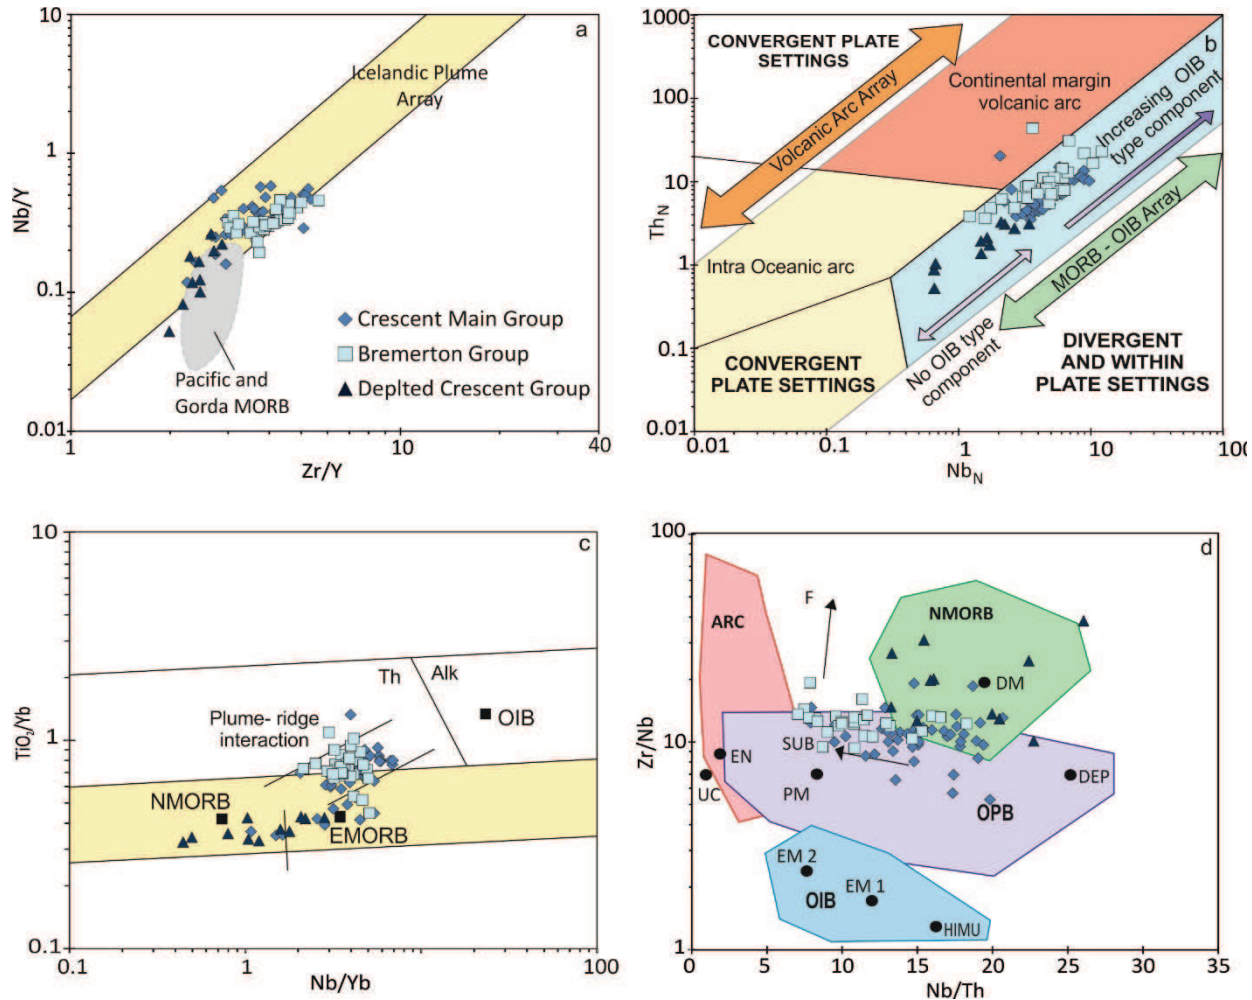 a
10
1
0.1
0.01
Nb/Y
Icelandic Plume
Array
Crescent Main Group
Bremerton Group
Deplted Crescent Group
Pacific and
Gorda MORB
1
10
40
Zr/Y
b
1000
100
10
1
0.1
0.01
Th_N
CONVERGENT PLATE
SETTINGS
Volcanic Arc Array
Continental margin
volcanic arc
Increasing OIB
type component
Intra Oceanic arc
MORB - OIB Array
No OIB type
component
CONVERGENT
PLATE SETTINGS
DIVERGENT
AND WITHIN
PLATE SETTINGS
0.01
0.1
1
10
100
Nb_N
c
10
1
0.1
TiO2/Yb
Th
Alk
OIB
Plume- ridge
interaction
NMORB
EMORB
0.1
1
10
100
Nb/Yb
d
100
10
1
Zr/Nb
ARC
F
NMORB
DM
EN
SUB
UC
PM
DEP
OPB
EM 2
EM 1
OIB
HIMU
0
5
10
15
20
25
30
35
Nb/Th